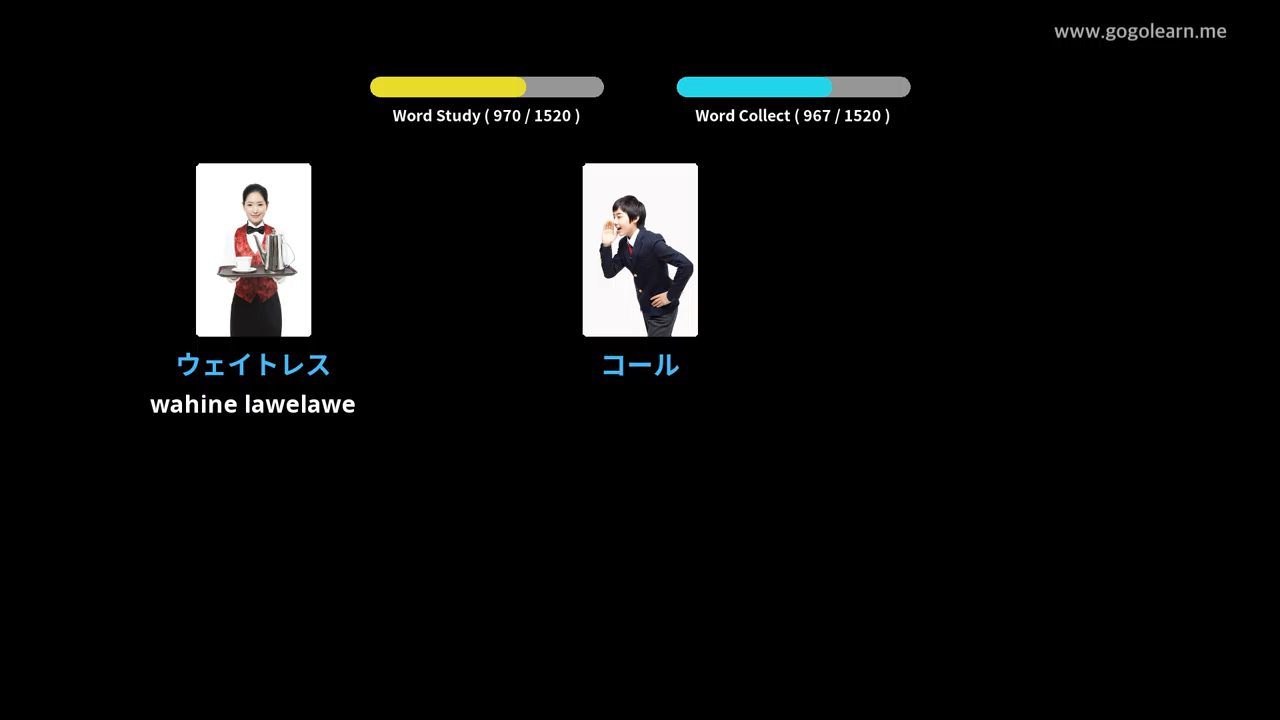 www.gogolearn.me
Word Study ( 970 / 1520 )
Word Collect ( 967 / 1520 )
ウェイトレス
コール
wahine lawelawe